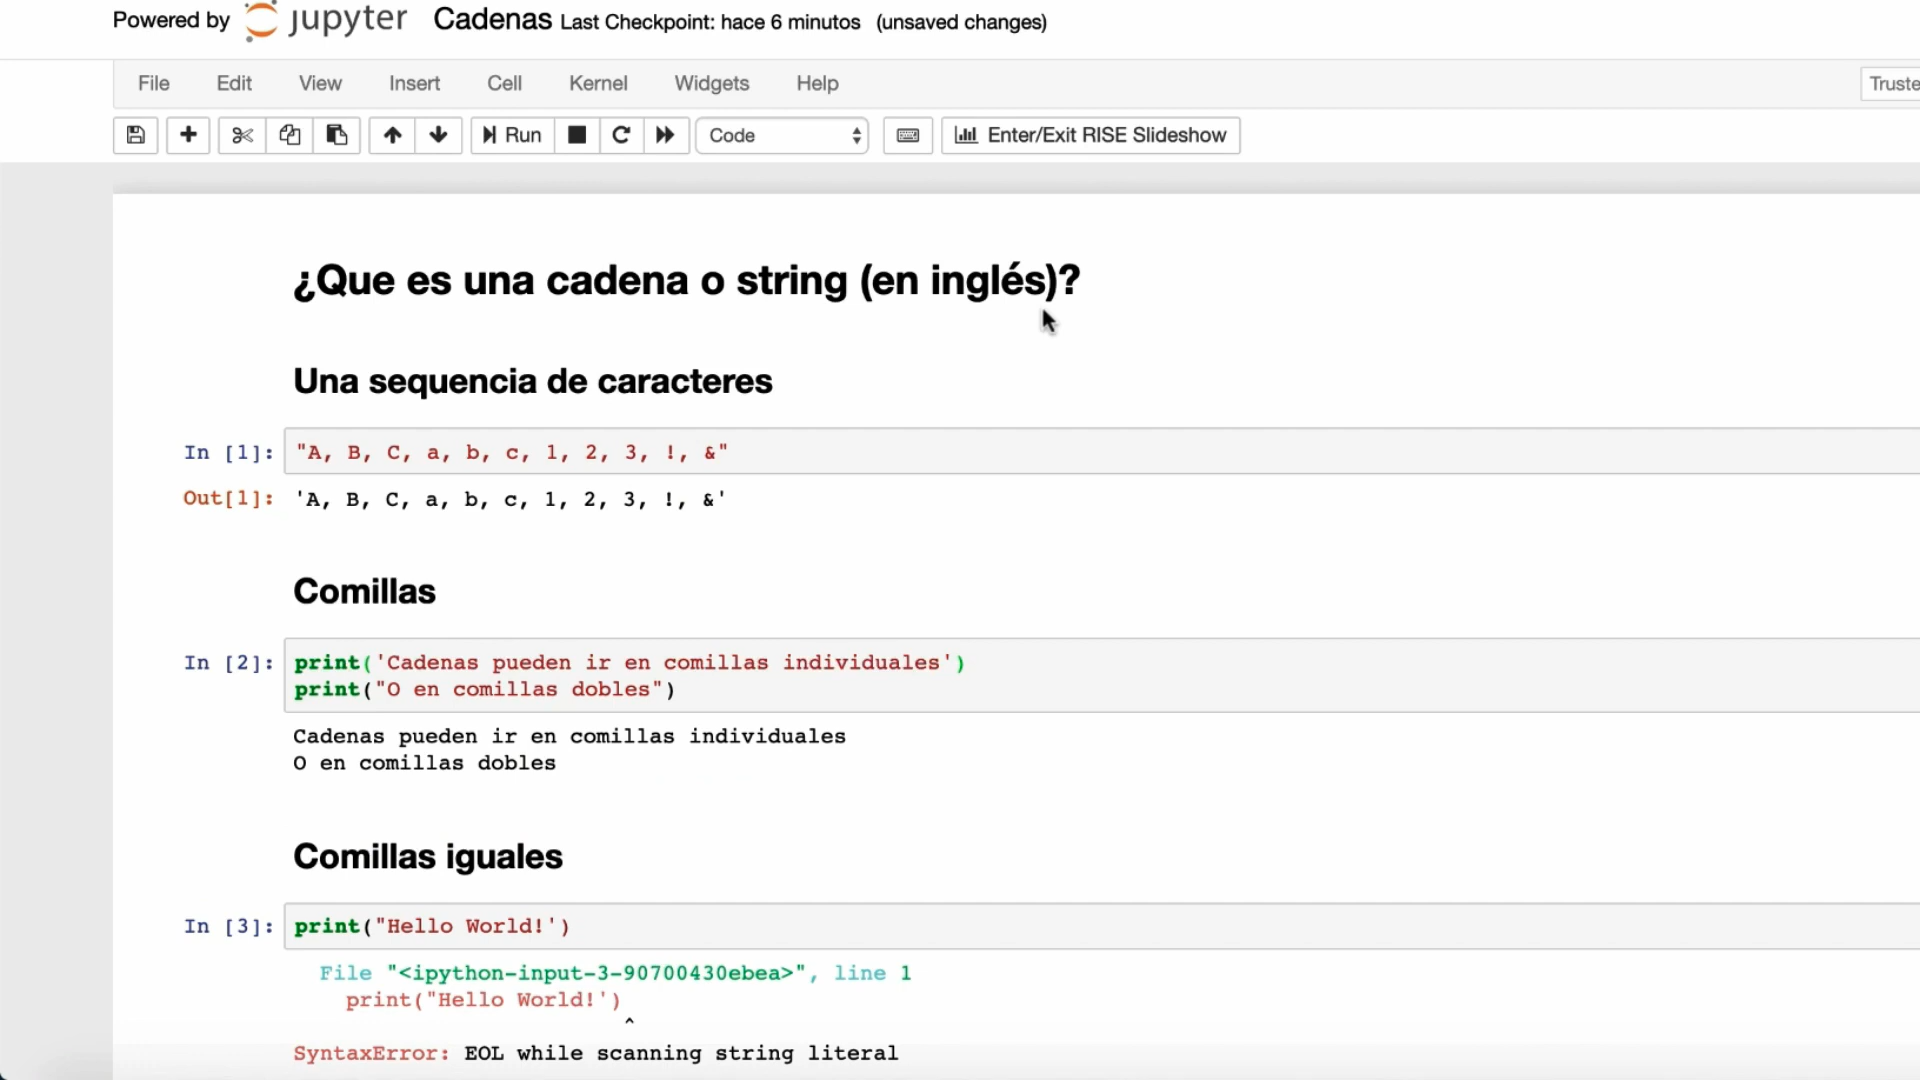 Powered by jupyter Cadenas Last Checkpoint: hace 6 minutos (unsaved changes)
File Edit View Insert Cell Kernel Widgets Help Truste
Run Code Enter/Exit RISE Slideshow
¿Que es una cadena o string (en inglés)?
Una sequencia de caracteres
In [1]: "A, B, C, a, b, c, 1, 2, 3, !, &"
Out[1]: 'A, B, C, a, b, c, 1, 2, 3, !, &'
Comillas
In [2]: print('Cadenas pueden ir en comillas individuales')
print("O en comillas dobles")
Cadenas pueden ir en comillas individuales
O en comillas dobles
Comillas iguales
In [3]: print("Hello World!')
File "<ipython-input-3-90700430ebea>", line 1
print("Hello World!')
^
SyntaxError: EOL while scanning string literal